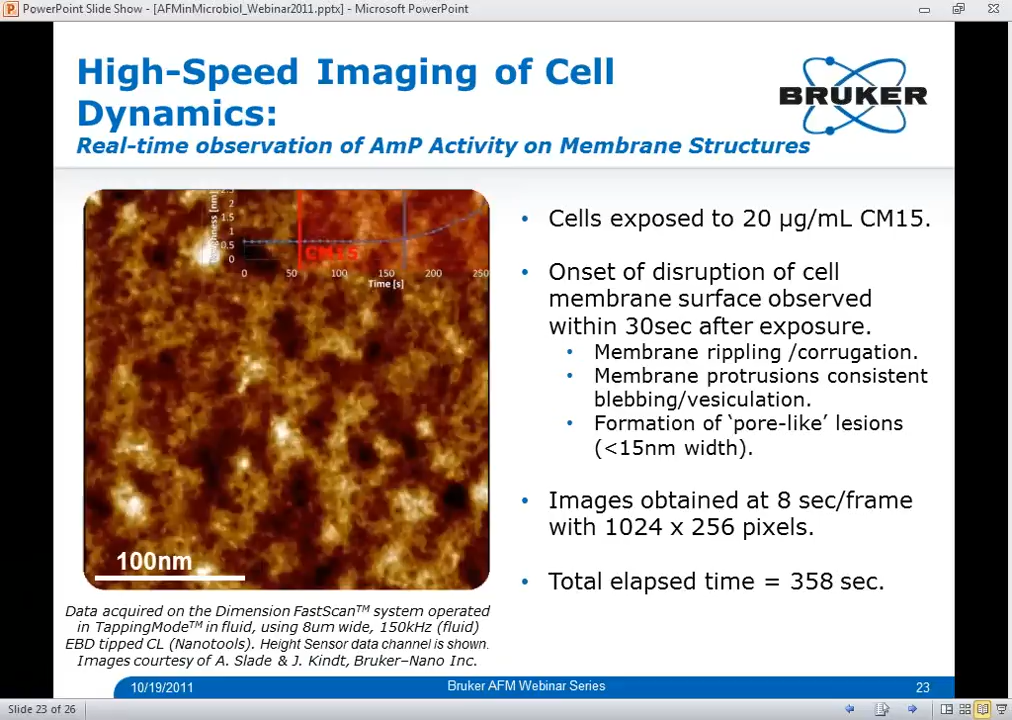 PowerPoint Slide Show - [AFMinMicrobiol_Webinar2011.pptx] - Microsoft PowerPoint
High-Speed Imaging of Cell
Dynamics:
Real-time observation of AmP Activity on Membrane Structures
BRUKER
2.5
2
1.5
1
0.5
0
[nm]
CM15
0 50 100 150 200 250
Time [s]
100nm
Data acquired on the Dimension FastScan™ system operated
in TappingMode™ in fluid, using 8um wide, 150kHz (fluid)
EBD tipped CL (Nanotools). Height Sensor data channel is shown.
Images courtesy of A. Slade & J. Kindt, Bruker–Nano Inc.
• Cells exposed to 20 µg/mL CM15.
• Onset of disruption of cell
membrane surface observed
within 30sec after exposure.
• Membrane rippling /corrugation.
• Membrane protrusions consistent
blebbing/vesiculation.
• Formation of ‘pore-like’ lesions
(<15nm width).
• Images obtained at 8 sec/frame
with 1024 x 256 pixels.
• Total elapsed time = 358 sec.
10/19/2011
Bruker AFM Webinar Series
23
Slide 23 of 26